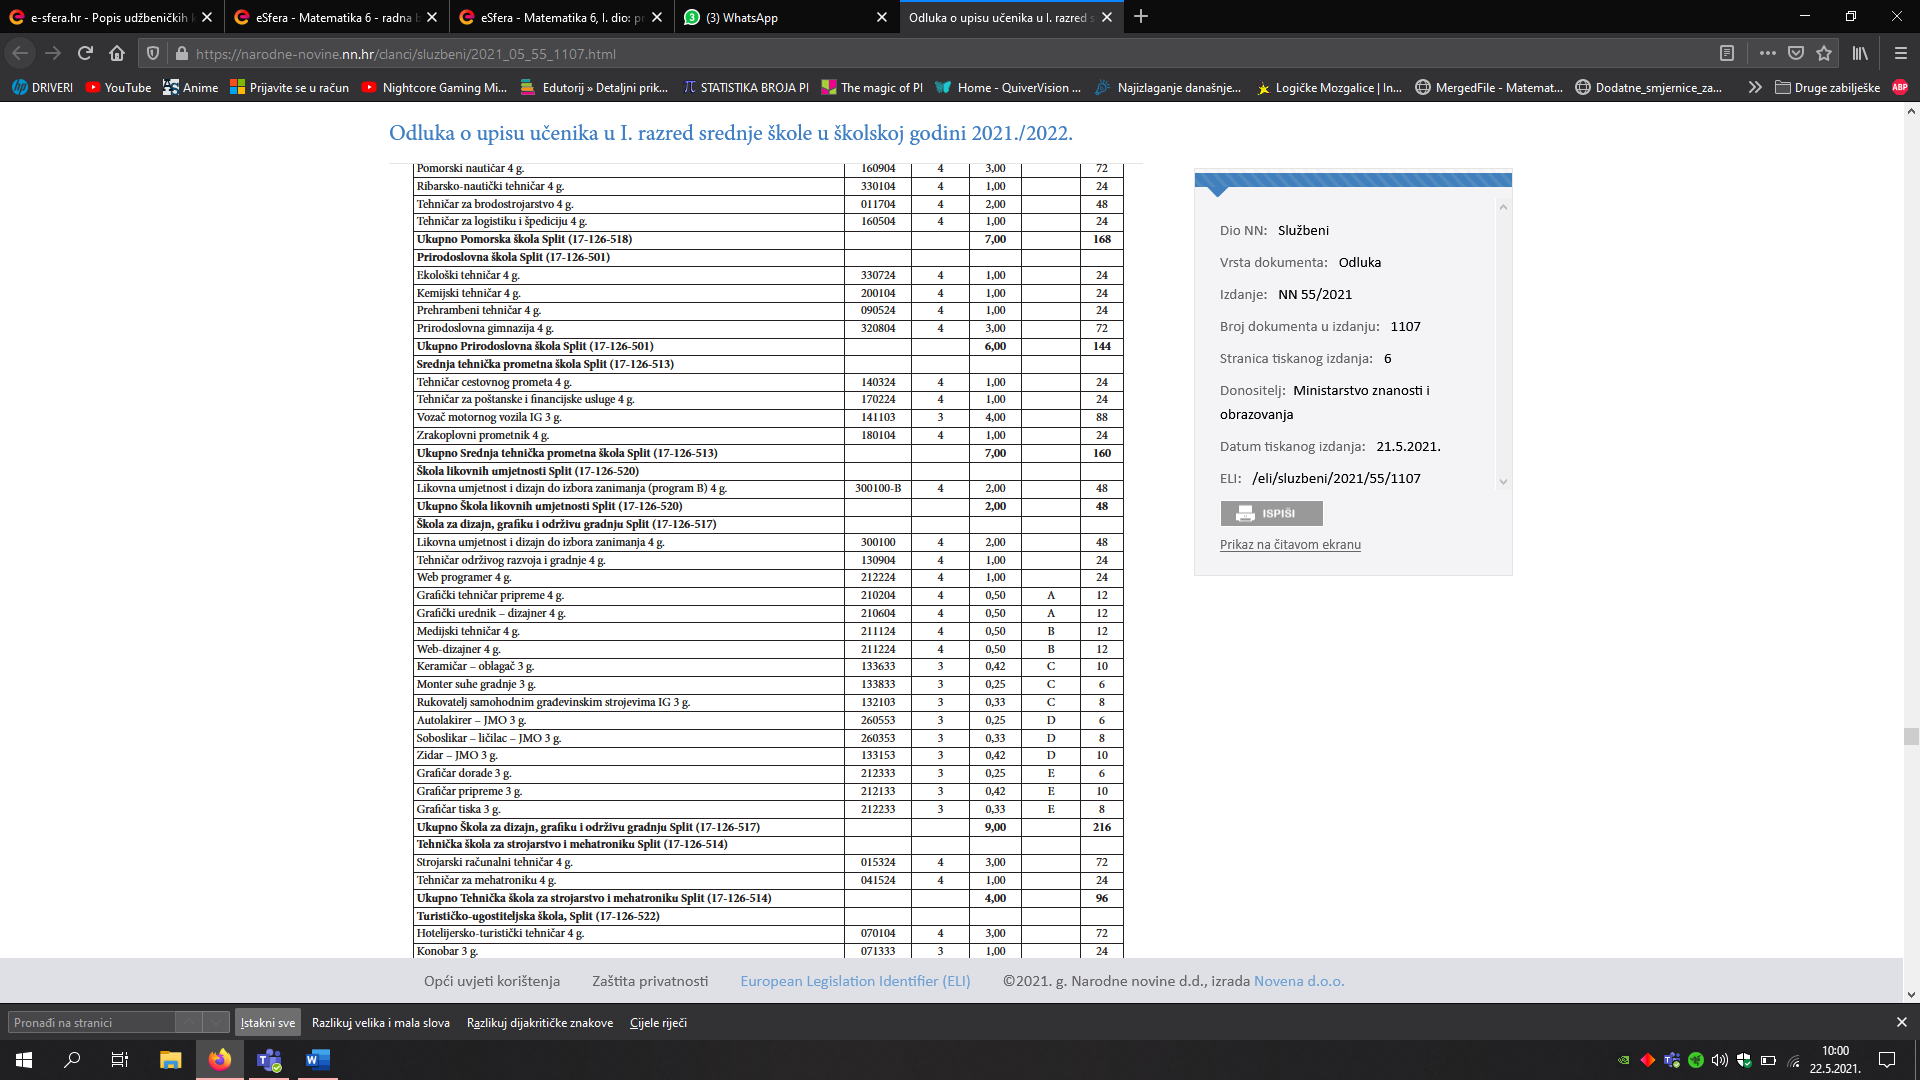 e-sfera.hr - Popis udžbeničkih
eSfera - Matematika 6 - radna b
eSfera - Matematika 6, I. dio: pr
(3) WhatsApp
Odluka o upisu učenika u I. razred s
https://narodne-novine.nn.hr/clanci/sluzbeni/2021_05_55_1107.html
DRIVERI YouTube Anime Prijavite se u račun Nightcore Gaming Mi... Edutorij » Detaljni prik... STATISTIKA BROJA PI The magic of PI Home - QuiverVision ... Najizlaganje današnje... Logičke Mozgalice | In... MergedFile - Matemat... Dodatne_smjernice_za... Druge zabilješke ABP
Odluka o upisu učenika u I. razred srednje škole u školskoj godini 2021./2022.
Pomorski nautičar 4 g. 160904 4 3,00 72
Ribarsko-nautički tehničar 4 g. 330104 4 1,00 24
Tehničar za brodostrojarstvo 4 g. 011704 4 2,00 48
Tehničar za logistiku i špediciju 4 g. 160504 4 1,00 24
Ukupno Pomorska škola Split (17-126-518) 7,00 168
Prirodoslovna škola Split (17-126-501)
Ekološki tehničar 4 g. 330724 4 1,00 24
Kemijski tehničar 4 g. 200104 4 1,00 24
Prehrambeni tehničar 4 g. 090524 4 1,00 24
Prirodoslovna gimnazija 4 g. 320804 4 3,00 72
Ukupno Prirodoslovna škola Split (17-126-501) 6,00 144
Srednja tehnička prometna škola Split (17-126-513)
Tehničar cestovnog prometa 4 g. 140324 4 1,00 24
Tehničar za poštanske i financijske usluge 4 g. 170224 4 1,00 24
Vozač motornog vozila IG 3 g. 141103 3 4,00 88
Zrakoplovni prometnik 4 g. 180104 4 1,00 24
Ukupno Srednja tehnička prometna škola Split (17-126-513) 7,00 160
Škola likovnih umjetnosti Split (17-126-520)
Likovna umjetnost i dizajn do izbora zanimanja (program B) 4 g. 300100-B 4 2,00 48
Ukupno Škola likovnih umjetnosti Split (17-126-520) 2,00 48
Škola za dizajn, grafiku i održivu gradnju Split (17-126-517)
Likovna umjetnost i dizajn do izbora zanimanja 4 g. 300100 4 2,00 48
Tehničar održivog razvoja i gradnje 4 g. 130904 4 1,00 24
Web programer 4 g. 212224 4 1,00 24
Grafički tehničar pripreme 4 g. 210204 4 0,50 A 12
Grafički urednik – dizajner 4 g. 210604 4 0,50 A 12
Medijski tehničar 4 g. 211124 4 0,50 B 12
Web-dizajner 4 g. 211224 4 0,50 B 12
Keramičar – oblagač 3 g. 133633 3 0,42 C 10
Monter suhe gradnje 3 g. 133833 3 0,25 C 6
Rukovatelj samohodnim građevinskim strojevima IG 3 g. 132103 3 0,33 C 8
Autolakirer – JMO 3 g. 260553 3 0,25 D 6
Soboslikar – ličilac – JMO 3 g. 260353 3 0,33 D 8
Zidar – JMO 3 g. 133153 3 0,42 D 10
Grafičar dorade 3 g. 212333 3 0,25 E 6
Grafičar pripreme 3 g. 212133 3 0,42 E 10
Grafičar tiska 3 g. 212233 3 0,33 E 8
Ukupno Škola za dizajn, grafiku i održivu gradnju Split (17-126-517) 9,00 216
Tehnička škola za strojarstvo i mehatroniku Split (17-126-514)
Strojarski računalni tehničar 4 g. 015324 4 3,00 72
Tehničar za mehatroniku 4 g. 041524 4 1,00 24
Ukupno Tehnička škola za strojarstvo i mehatroniku Split (17-126-514) 4,00 96
Turističko-ugostiteljska škola, Split (17-126-522)
Hotelijersko-turistički tehničar 4 g. 070104 4 3,00 72
Konobar 3 g. 071333 3 1,00 24
Dio NN: Službeni
Vrsta dokumenta: Odluka
Izdanje: NN 55/2021
Broj dokumenta u izdanju: 1107
Stranica tiskanog izdanja: 6
Donositelj: Ministarstvo znanosti i
obrazovanja
Datum tiskanog izdanja: 21.5.2021.
ELI: /eli/sluzbeni/2021/55/1107
ISPIŠI
Prikaz na čitavom ekranu
Opći uvjeti korištenja Zaštita privatnosti European Legislation Identifier (ELI) ©2021. g. Narodne novine d.d., izrada Novena d.o.o.
Pronađi na stranici Istakni sve Razlikuj velika i mala slova Razlikuj dijakritičke znakove Cijele riječi
10:00
22.5.2021.